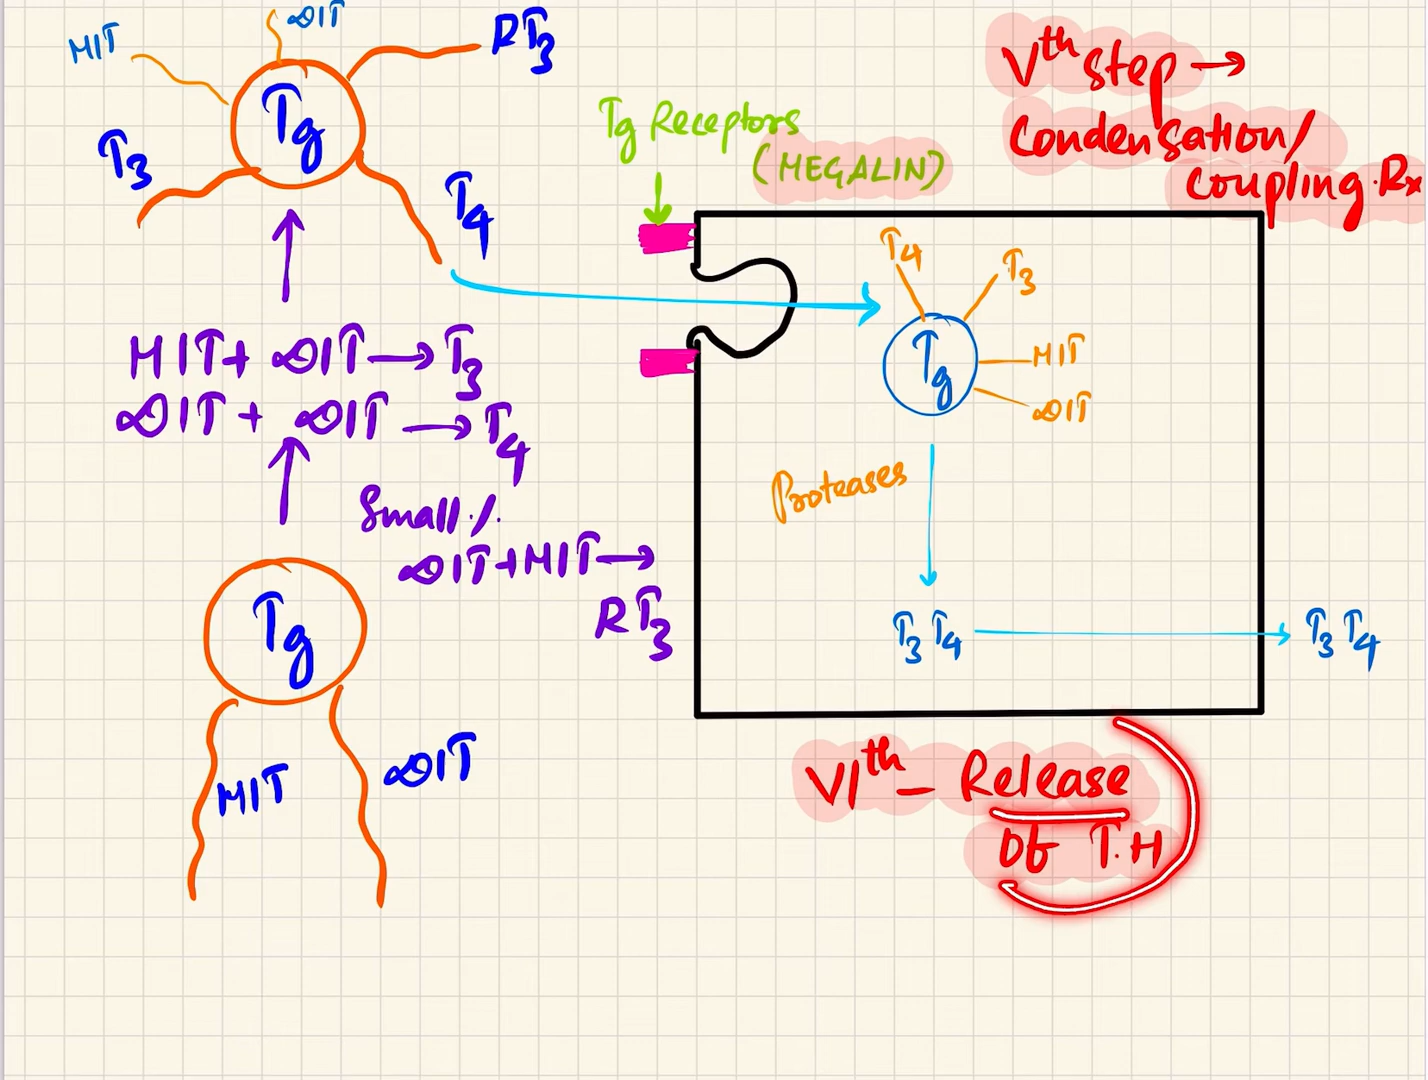 MIT
DIT
RT3
Tg
T3
T4
MIT + DIT → T3
DIT + DIT → T4
Small %
DIT+MIT →
RT3
Tg
MIT
DIT
Tg Receptors
(MEGALIN)
Vth step →
Condensation/
Coupling Rx
T4
T3
Tg
MIT
DIT
Proteases
T3 T4 → T3 T4
VIth - Release
Of T.H